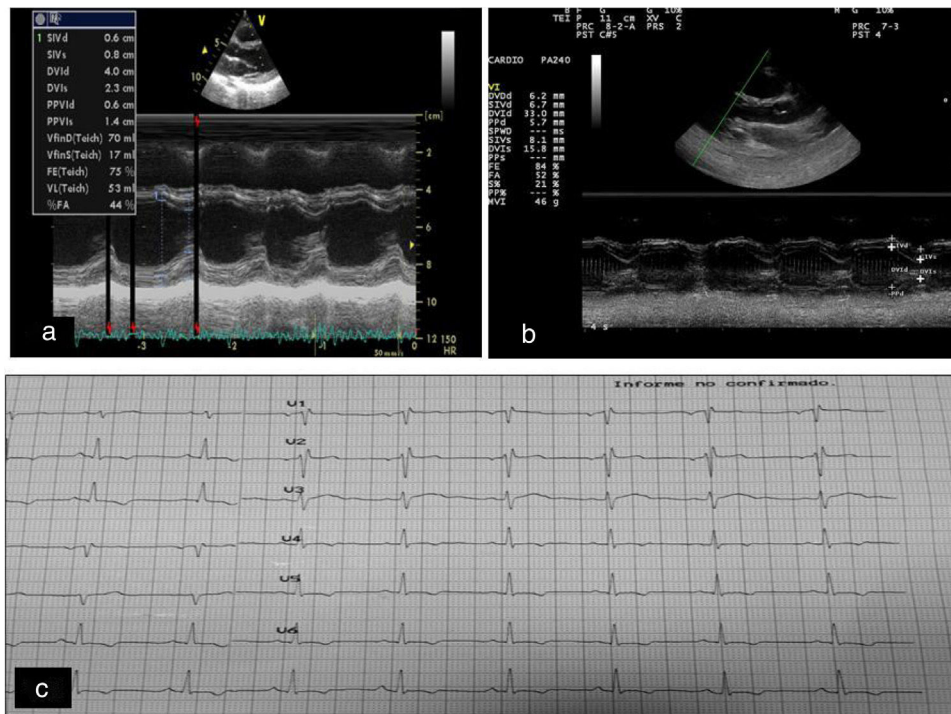 V
1 SIVd 0.6 cm
SIVs 0.8 cm
DVId 4.0 cm
DVIs 2.3 cm
PPVId 0.6 cm
PPVIs 1.4 cm
VfinD(Teich) 70 ml
VfinS(Teich) 17 ml
FE(Teich) 75 %
VL(Teich) 53 ml
%FA 44 %
5
10
[cm]
2
4
6
8
10
12
150
HR
-3
-2
-1
0
50 mm/s
a
B F G G 10% M G 10%
TEI P 11 cm XV C
PRC 8-2-A PRS 2 PRC 7-3
PST C#5 PST 4
CARDIO PA240
VI
DVDd 6.2 mm
SIVd 6.7 mm
DVId 33.0 mm
PPd 5.7 mm
SPWD --- ms
SIVs 8.1 mm
DVIs 15.8 mm
PPs --- mm
FE 84 %
FA 52 %
S% 21 %
PP% --- %
MVI 46 g
SIVd
SIVs
DVId
DVIs
PPd
-4 s
b
Informe no confirmado.
V1
V2
V3
V4
V5
V6
c